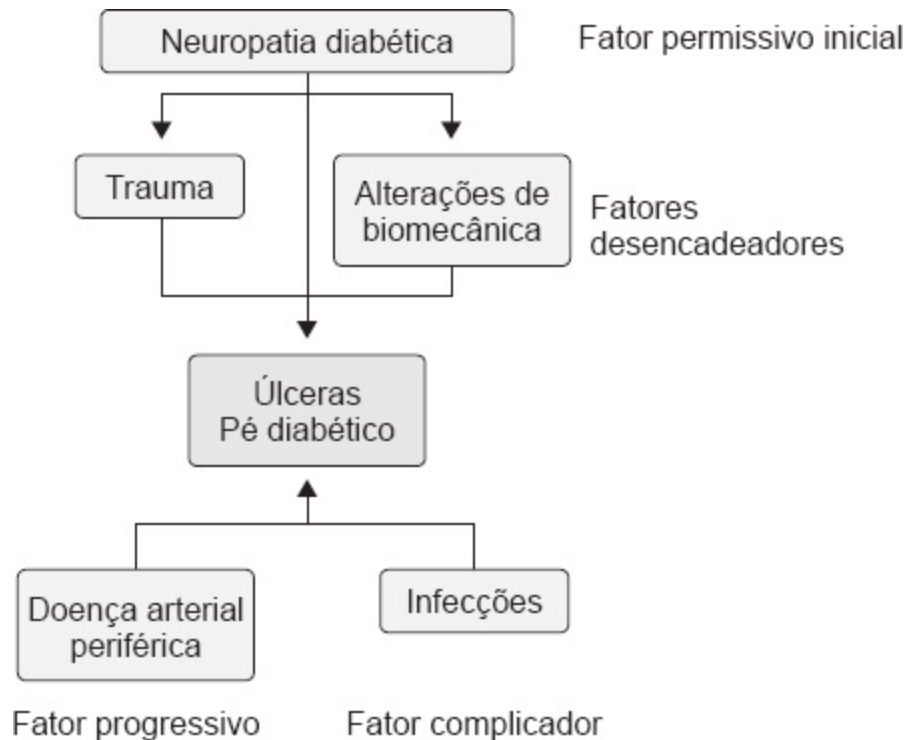 Neuropatia diabética
Fator permissivo inicial
Trauma
Alterações de
biomecânica
Fatores
desencadeadores
Úlceras
Pé diabético
Doença arterial
periférica
Infecções
Fator progressivo
Fator complicador